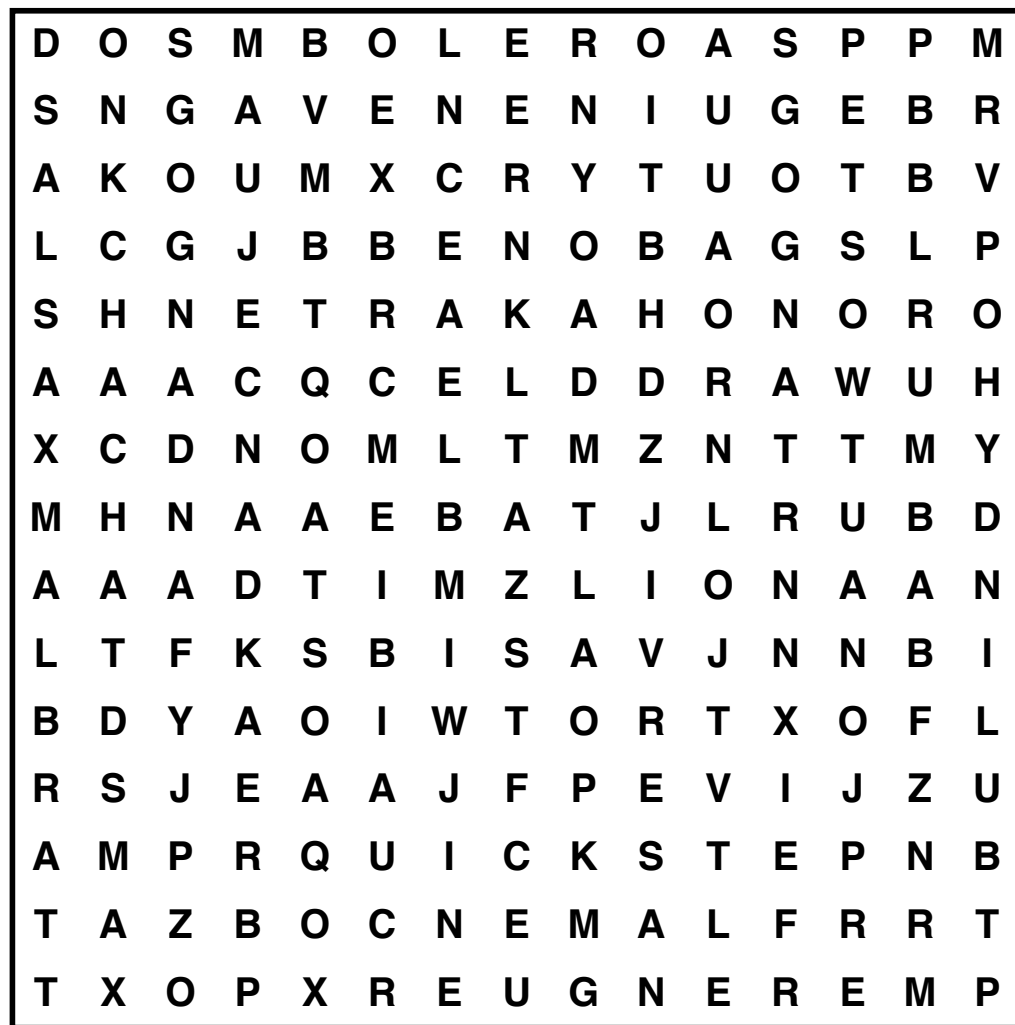 D O S M B O L E R O A S P P M
S N G A V E N E N I U G E B R
A K O U M X C R Y T U O T B V
L C G J B B E N O B A G S L P
S H N E T R A K A H O N O R O
A A A C Q C E L D D R A W U H
X C D N O M L T M Z N T T M Y
M H N A A E B A T J L R U B D
A A A D T I M Z L I O N A A N
L T F K S B I S A V J N N B I
B D Y A O I W T O R T X O F L
R S J E A A J F P E V I J Z U
A M P R Q U I C K S T E P N B
T A Z B O C N E M A L F R R T
T X O P X R E U G N E R E M P